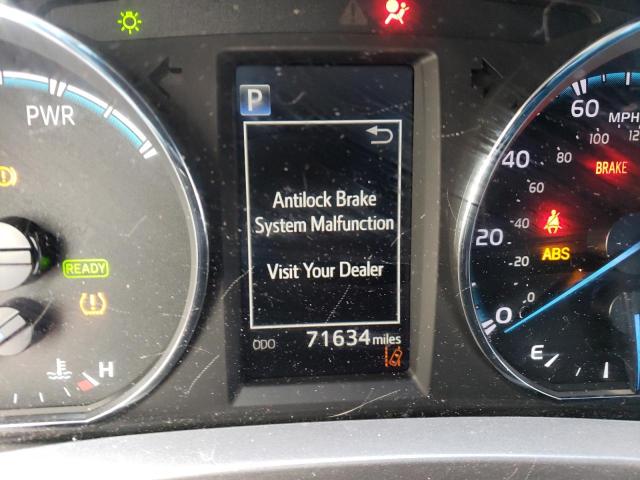 PWR
P
Antilock Brake
System Malfunction
Visit Your Dealer
READY
H
ODO 71634 miles
60 MPH
100
40 80
BRAKE
60
40
20
ABS
20
0 0
E